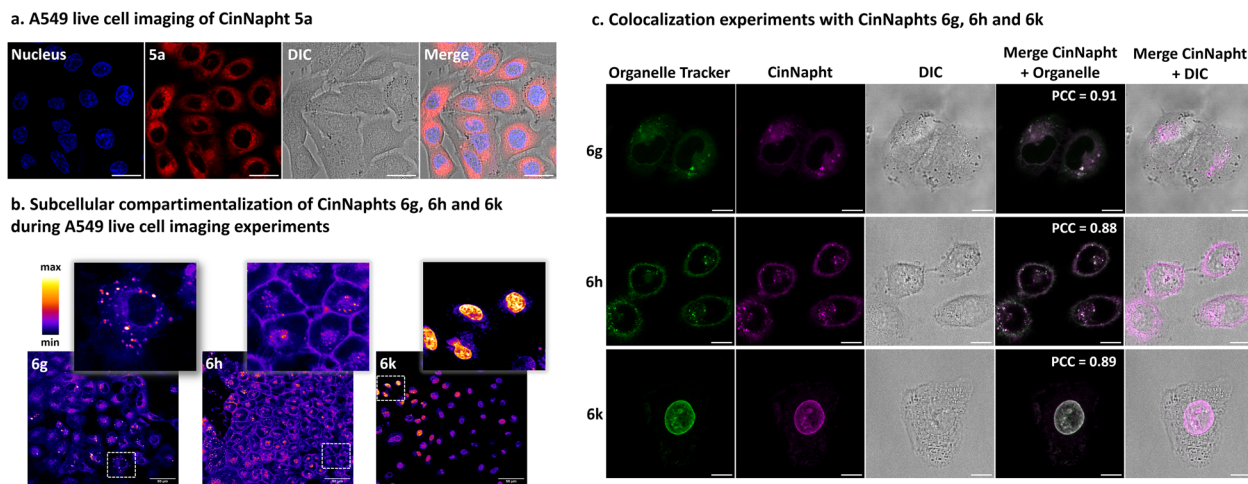 a. A549 live cell imaging of CinNapht 5a
Nucleus
5a
DIC
Merge
b. Subcellular compartimentalization of CinNaphts 6g, 6h and 6k
during A549 live cell imaging experiments
max
min
6g
6h
6k
c. Colocalization experiments with CinNaphts 6g, 6h and 6k
Organelle Tracker
CinNapht
DIC
Merge CinNapht
+ Organelle
Merge CinNapht
+ DIC
6g
PCC = 0.91
6h
PCC = 0.88
6k
PCC = 0.89